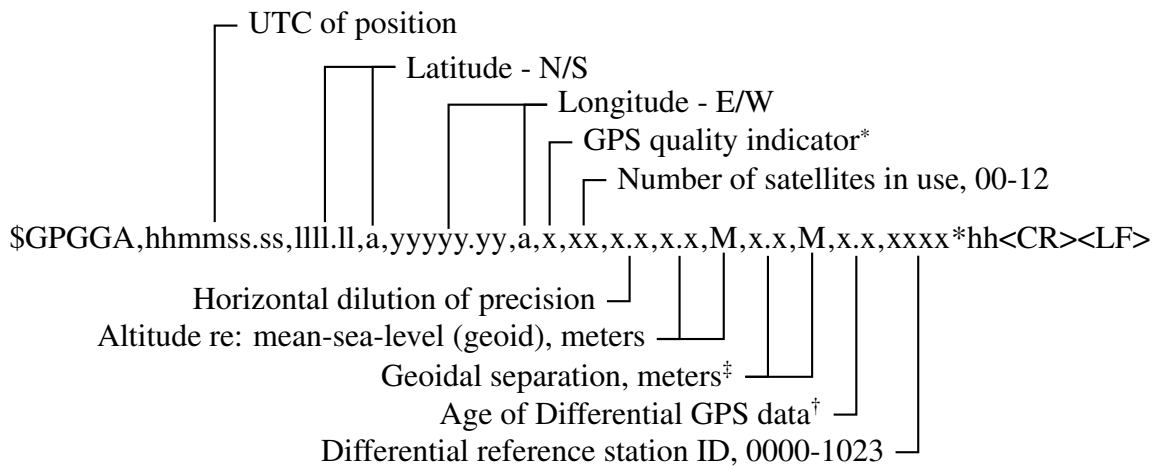 UTC of position
Latitude - N/S
Longitude - E/W
GPS quality indicator*
Number of satellites in use, 00-12
$GPGGA,hhmmss.ss,llll.ll,a,yyyyy.yy,a,x,xx,x.x,x.x,M,x.x,M,x.x,xxxx*hh<CR><LF>
Horizontal dilution of precision
Altitude re: mean-sea-level (geoid), meters
Geoidal separation, meters‡
Age of Differential GPS data†
Differential reference station ID, 0000-1023